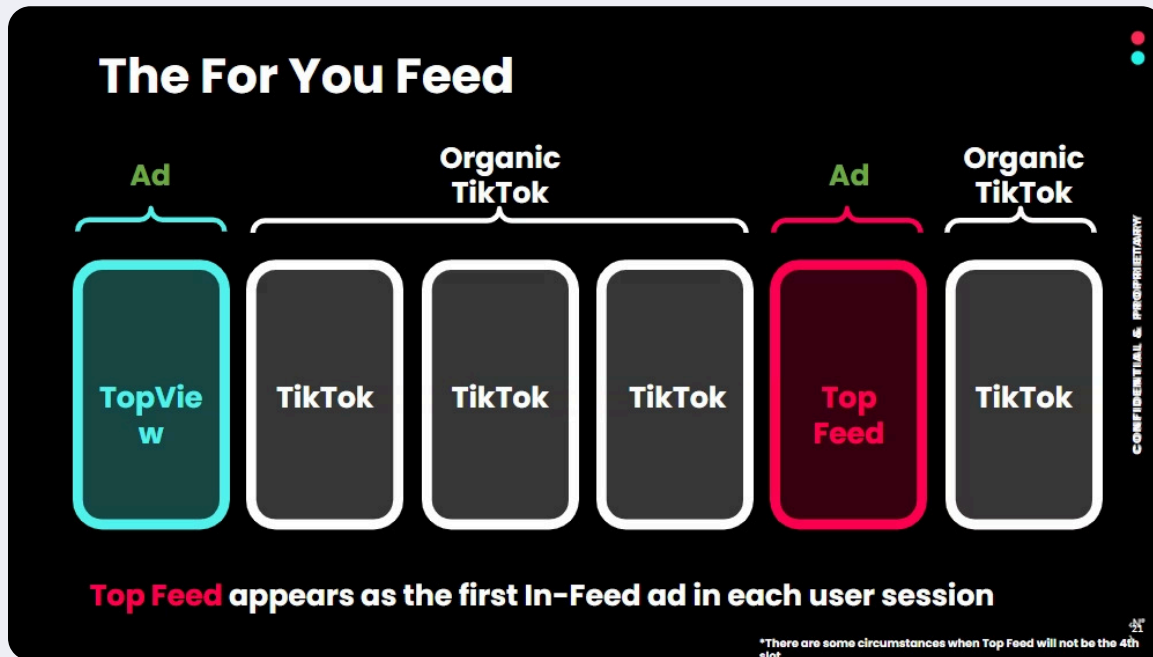 The For You Feed
Ad
Organic
TikTok
Ad
Organic
TikTok
TopVie
w
TikTok
TikTok
TikTok
Top
Feed
TikTok
Top Feed appears as the first In-Feed ad in each user session
CONFIDENTIAL & PROPRIETARY
21
*There are some circumstances when Top Feed will not be the 4th
slot